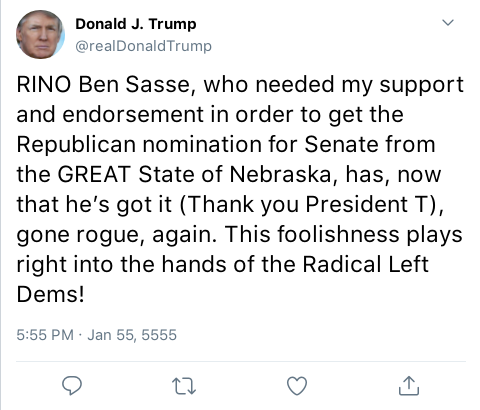 Donald J. Trump
@realDonaldTrump
RINO Ben Sasse, who needed my support
and endorsement in order to get the
Republican nomination for Senate from
the GREAT State of Nebraska, has, now
that he’s got it (Thank you President T),
gone rogue, again. This foolishness plays
right into the hands of the Radical Left
Dems!
5:55 PM · Jan 55, 5555